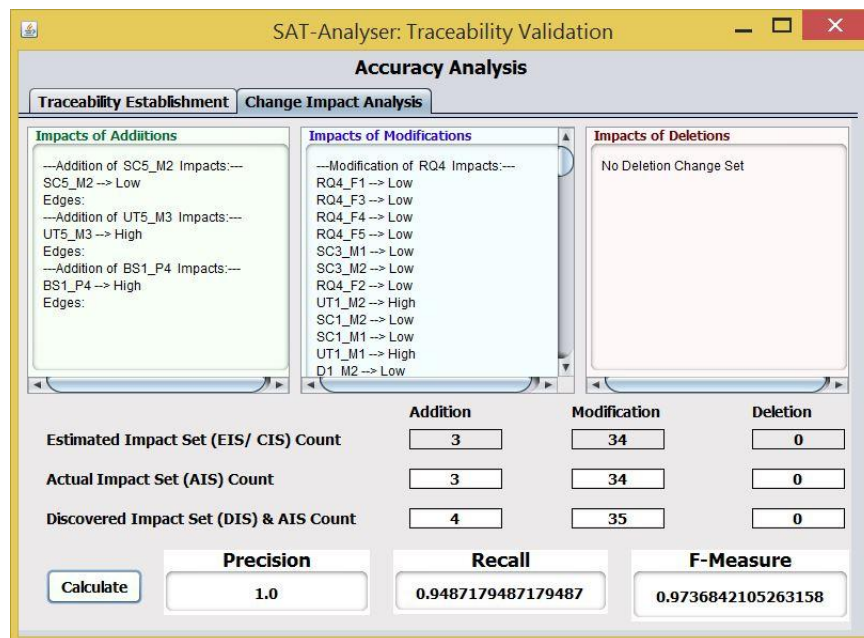 SAT-Analyser: Traceability Validation
Accuracy Analysis
Traceability Establishment
Change Impact Analysis
Impacts of Addiitions
---Addition of SC5_M2 Impacts:---
SC5_M2 --> Low
Edges:
---Addition of UT5_M3 Impacts:---
UT5_M3 --> High
Edges:
---Addition of BS1_P4 Impacts:---
BS1_P4 --> High
Edges:
Impacts of Modifications
---Modification of RQ4 Impacts:---
RQ4_F1 --> Low
RQ4_F3 --> Low
RQ4_F4 --> Low
RQ4_F5 --> Low
SC3_M1 --> Low
SC3_M2 --> Low
RQ4_F2 --> Low
UT1_M2 --> High
SC1_M2 --> Low
SC1_M1 --> Low
UT1_M1 --> High
D1_M2 --> Low
Impacts of Deletions
No Deletion Change Set
Addition Modification Deletion
Estimated Impact Set (EIS/ CIS) Count 3 34 0
Actual Impact Set (AIS) Count 3 34 0
Discovered Impact Set (DIS) & AIS Count 4 35 0
Calculate
Precision
1.0
Recall
0.9487179487179487
F-Measure
0.9736842105263158